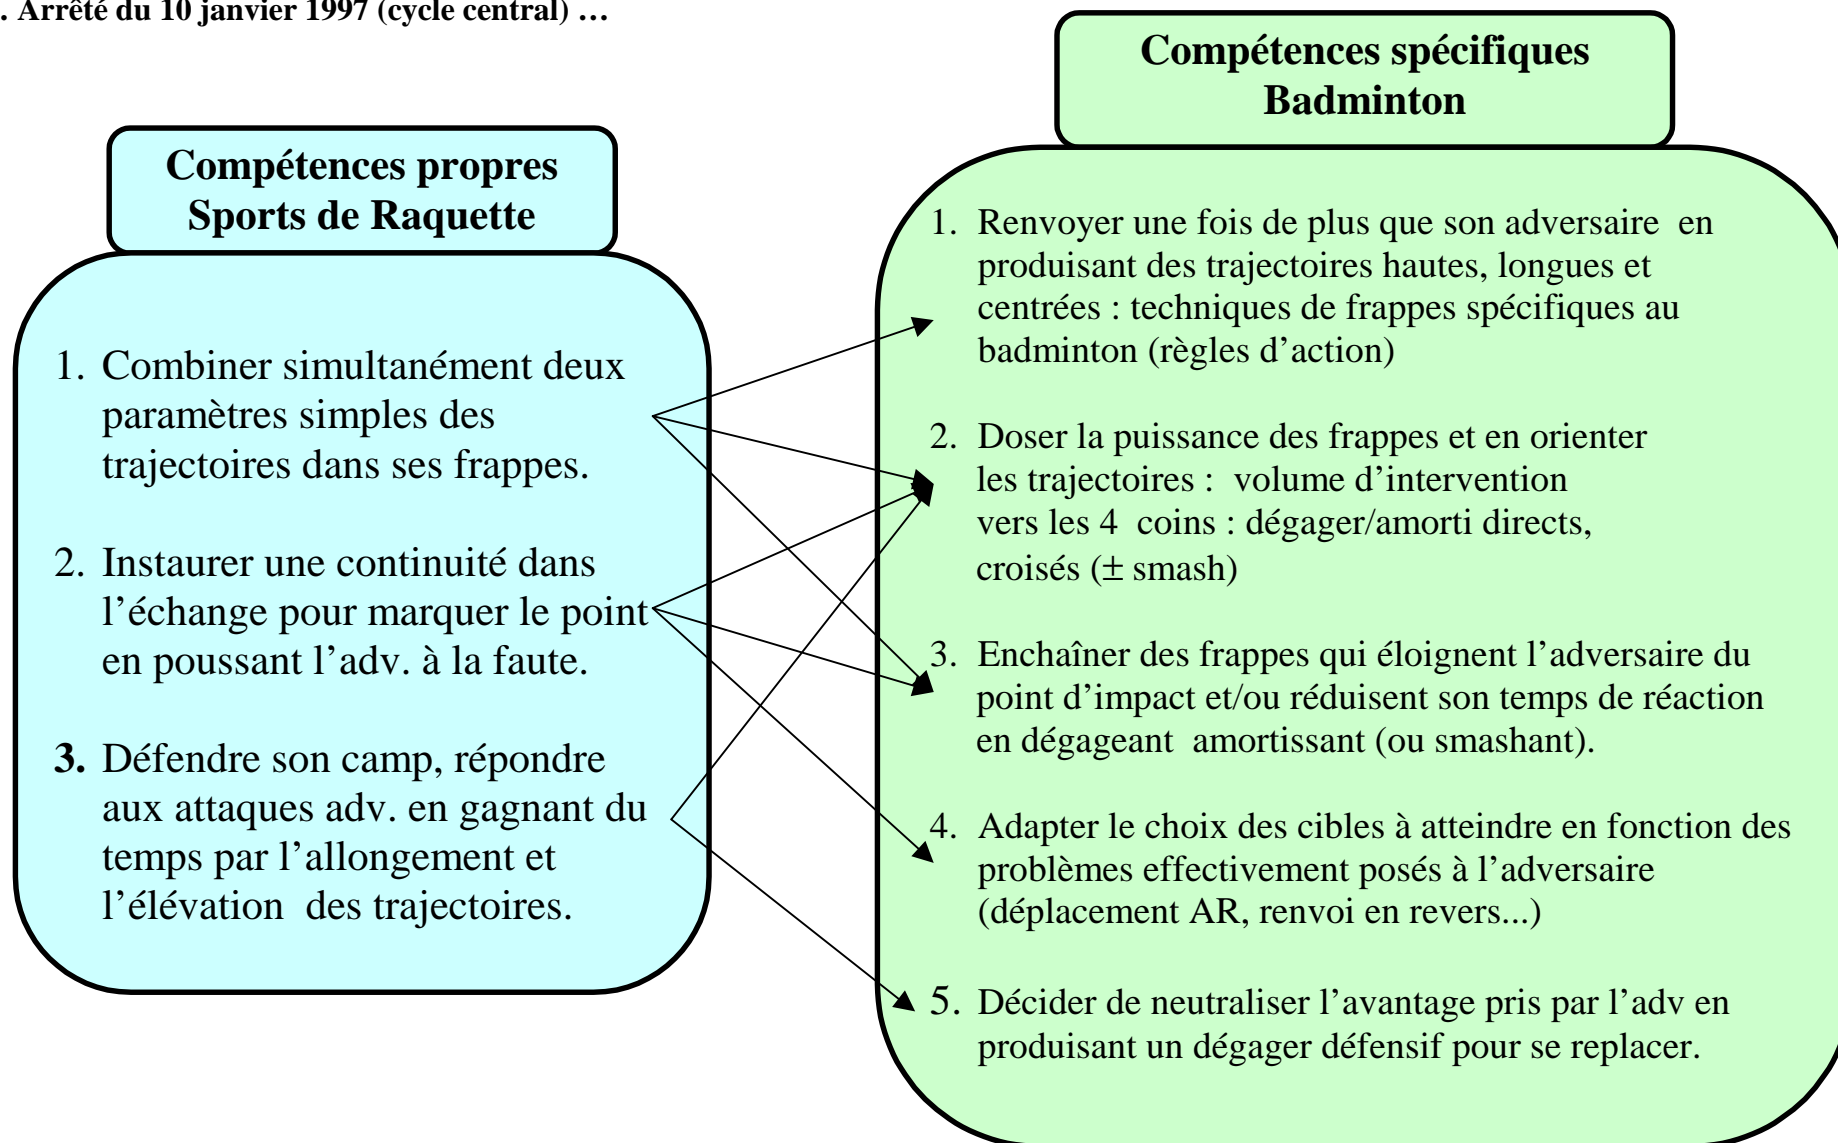 . Arrêté du 10 janvier 1997 (cycle central) …
Compétences propres
Sports de Raquette
1. Combiner simultanément deux
paramètres simples des
trajectoires dans ses frappes.
2. Instaurer une continuité dans
l’échange pour marquer le point
en poussant l’adv. à la faute.
3. Défendre son camp, répondre
aux attaques adv. en gagnant du
temps par l’allongement et
l’élévation des trajectoires.
Compétences spécifiques
Badminton
1. Renvoyer une fois de plus que son adversaire en
produisant des trajectoires hautes, longues et
centrées : techniques de frappes spécifiques au
badminton (règles d’action)
2. Doser la puissance des frappes et en orienter
les trajectoires : volume d’intervention
vers les 4 coins : dégager/amorti directs,
croisés (± smash)
3. Enchaîner des frappes qui éloignent l’adversaire du
point d’impact et/ou réduisent son temps de réaction
en dégageant amortissant (ou smashant).
4. Adapter le choix des cibles à atteindre en fonction des
problèmes effectivement posés à l’adversaire
(déplacement AR, renvoi en revers...)
5. Décider de neutraliser l’avantage pris par l’adv en
produisant un dégager défensif pour se replacer.